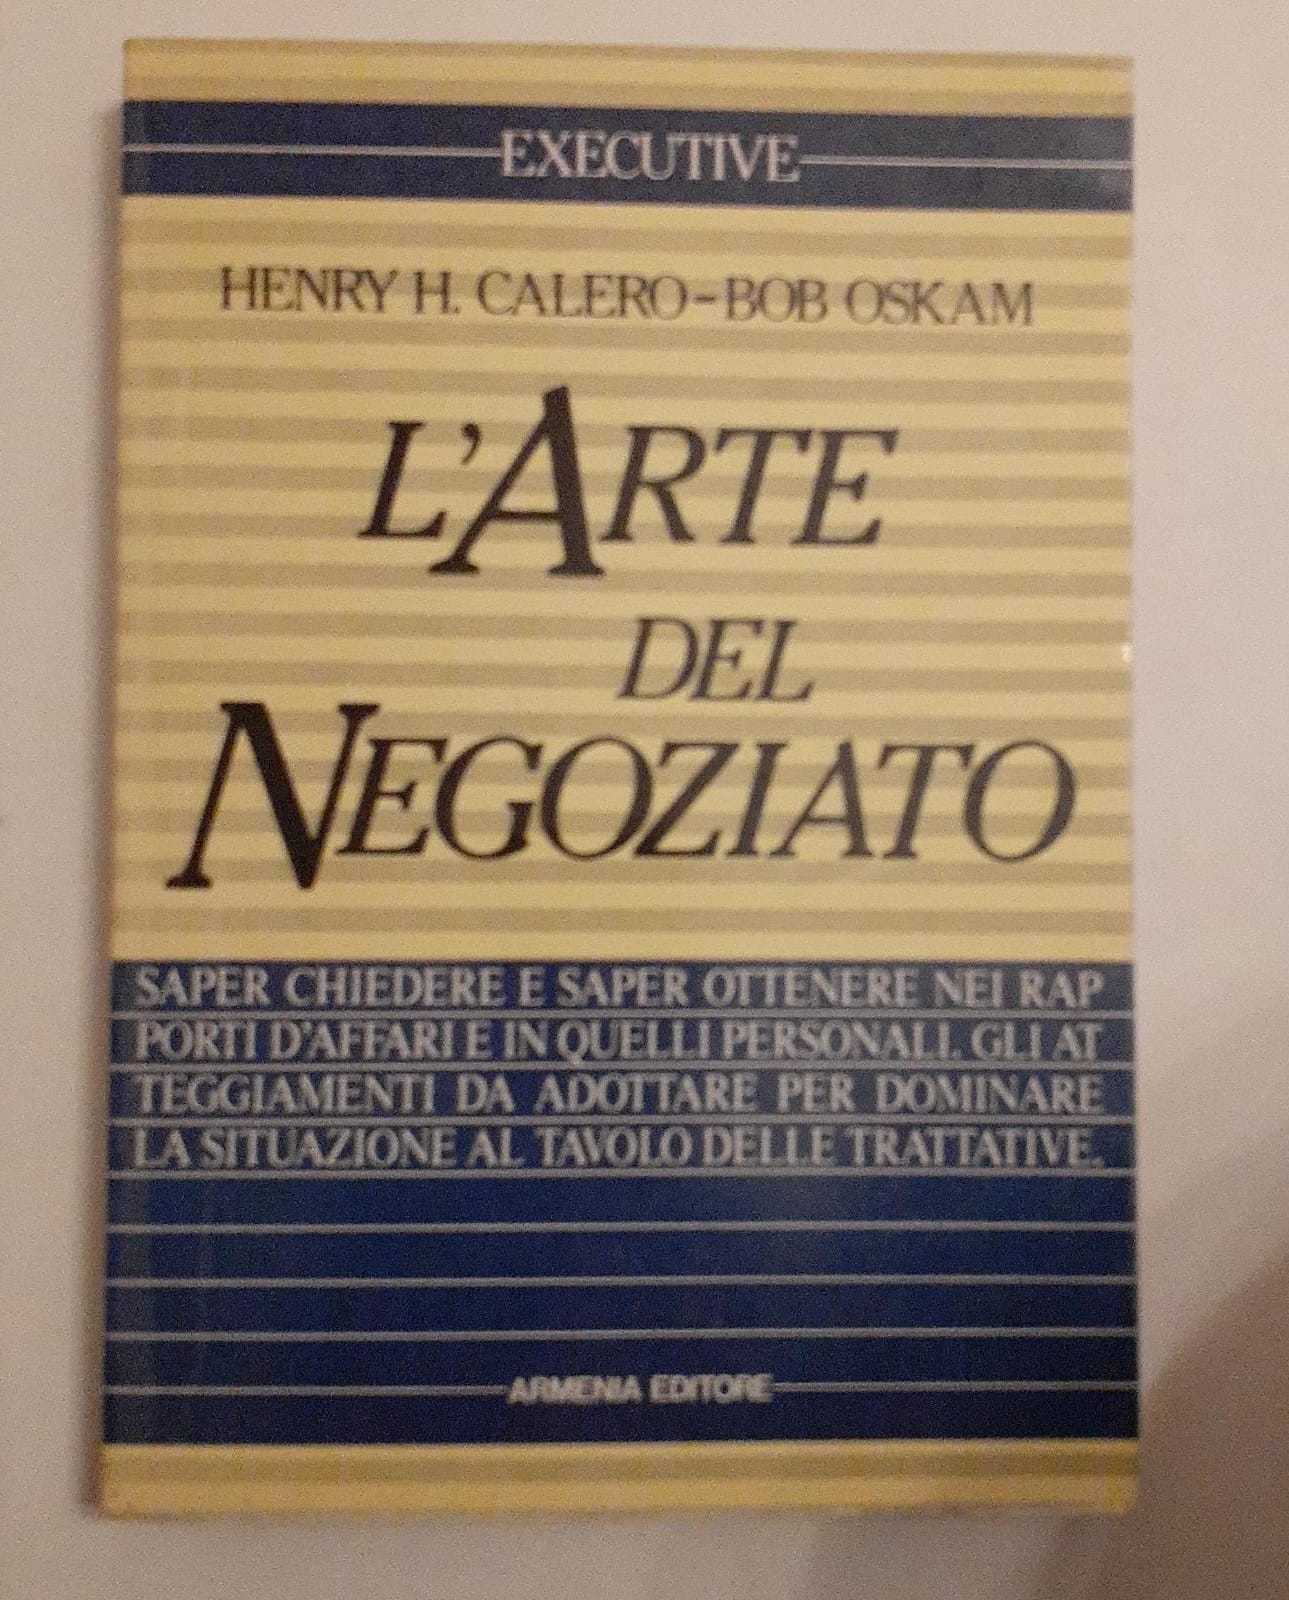 EXECUTIVE
HENRY H. CALERO-BOB OSKAM
L'ARTE
DEL
NEGOZIATO
SAPER CHIEDERE E SAPER OTTENERE NEI RAP
PORTI D'AFFARI E IN QUELLI PERSONALI. GLI AT
TEGGIAMENTI DA ADOTTARE PER DOMINARE
LA SITUAZIONE AL TAVOLO DELLE TRATTATIVE.
ARMENIA EDITORE